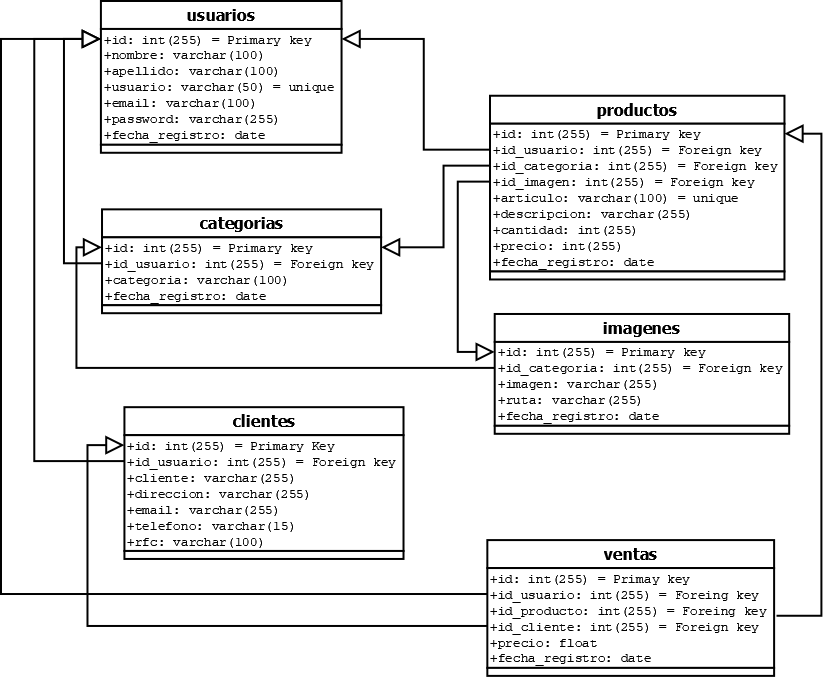 usuarios
+id: int(255) = Primary key
+nombre: varchar(100)
+apellido: varchar(100)
+usuario: varchar(50) = unique
+email: varchar(100)
+password: varchar(255)
+fecha_registro: date
productos
+id: int(255) = Primary key
+id_usuario: int(255) = Foreign key
+id_categoria: int(255) = Foreign key
+id_imagen: int(255) = Foreign key
+articulo: varchar(100) = unique
+descripcion: varchar(255)
+cantidad: int(255)
+precio: int(255)
+fecha_registro: date
categorias
+id: int(255) = Primary key
+id_usuario: int(255) = Foreign key
+categoria: varchar(100)
+fecha_registro: date
imagenes
+id: int(255) = Primary key
+id_categoria: int(255) = Foreign key
+imagen: varchar(255)
+ruta: varchar(255)
+fecha_registro: date
clientes
+id: int(255) = Primary Key
+id_usuario: int(255) = Foreign key
+cliente: varchar(255)
+direccion: varchar(255)
+email: varchar(255)
+telefono: varchar(15)
+rfc: varchar(100)
ventas
+id: int(255) = Primay key
+id_usuario: int(255) = Foreing key
+id_producto: int(255) = Foreing key
+id_cliente: int(255) = Foreign key
+precio: float
+fecha_registro: date